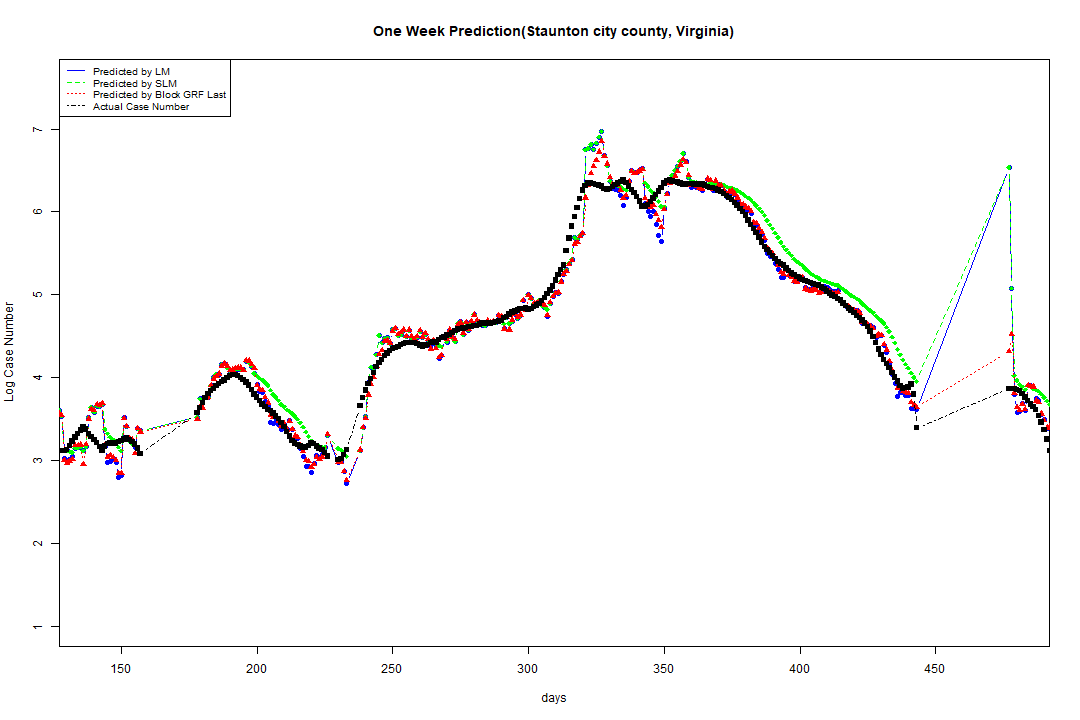 One Week Prediction(Staunton city county, Virginia)
Predicted by LM
Predicted by SLM
Predicted by Block GRF Last
Actual Case Number
Log Case Number
7
6
5
4
3
2
1
150 200 250 300 350 400 450
days